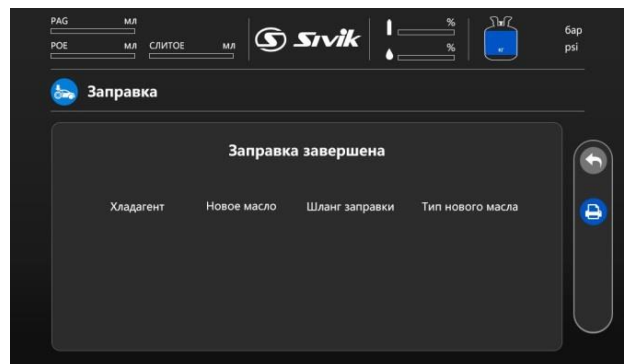 PAG мл
POE мл СЛИТОЕ мл
Sivik
%
%
кг
бар
psi
Заправка
Заправка завершена
Хладагент Новое масло Шланг заправки Тип нового масла